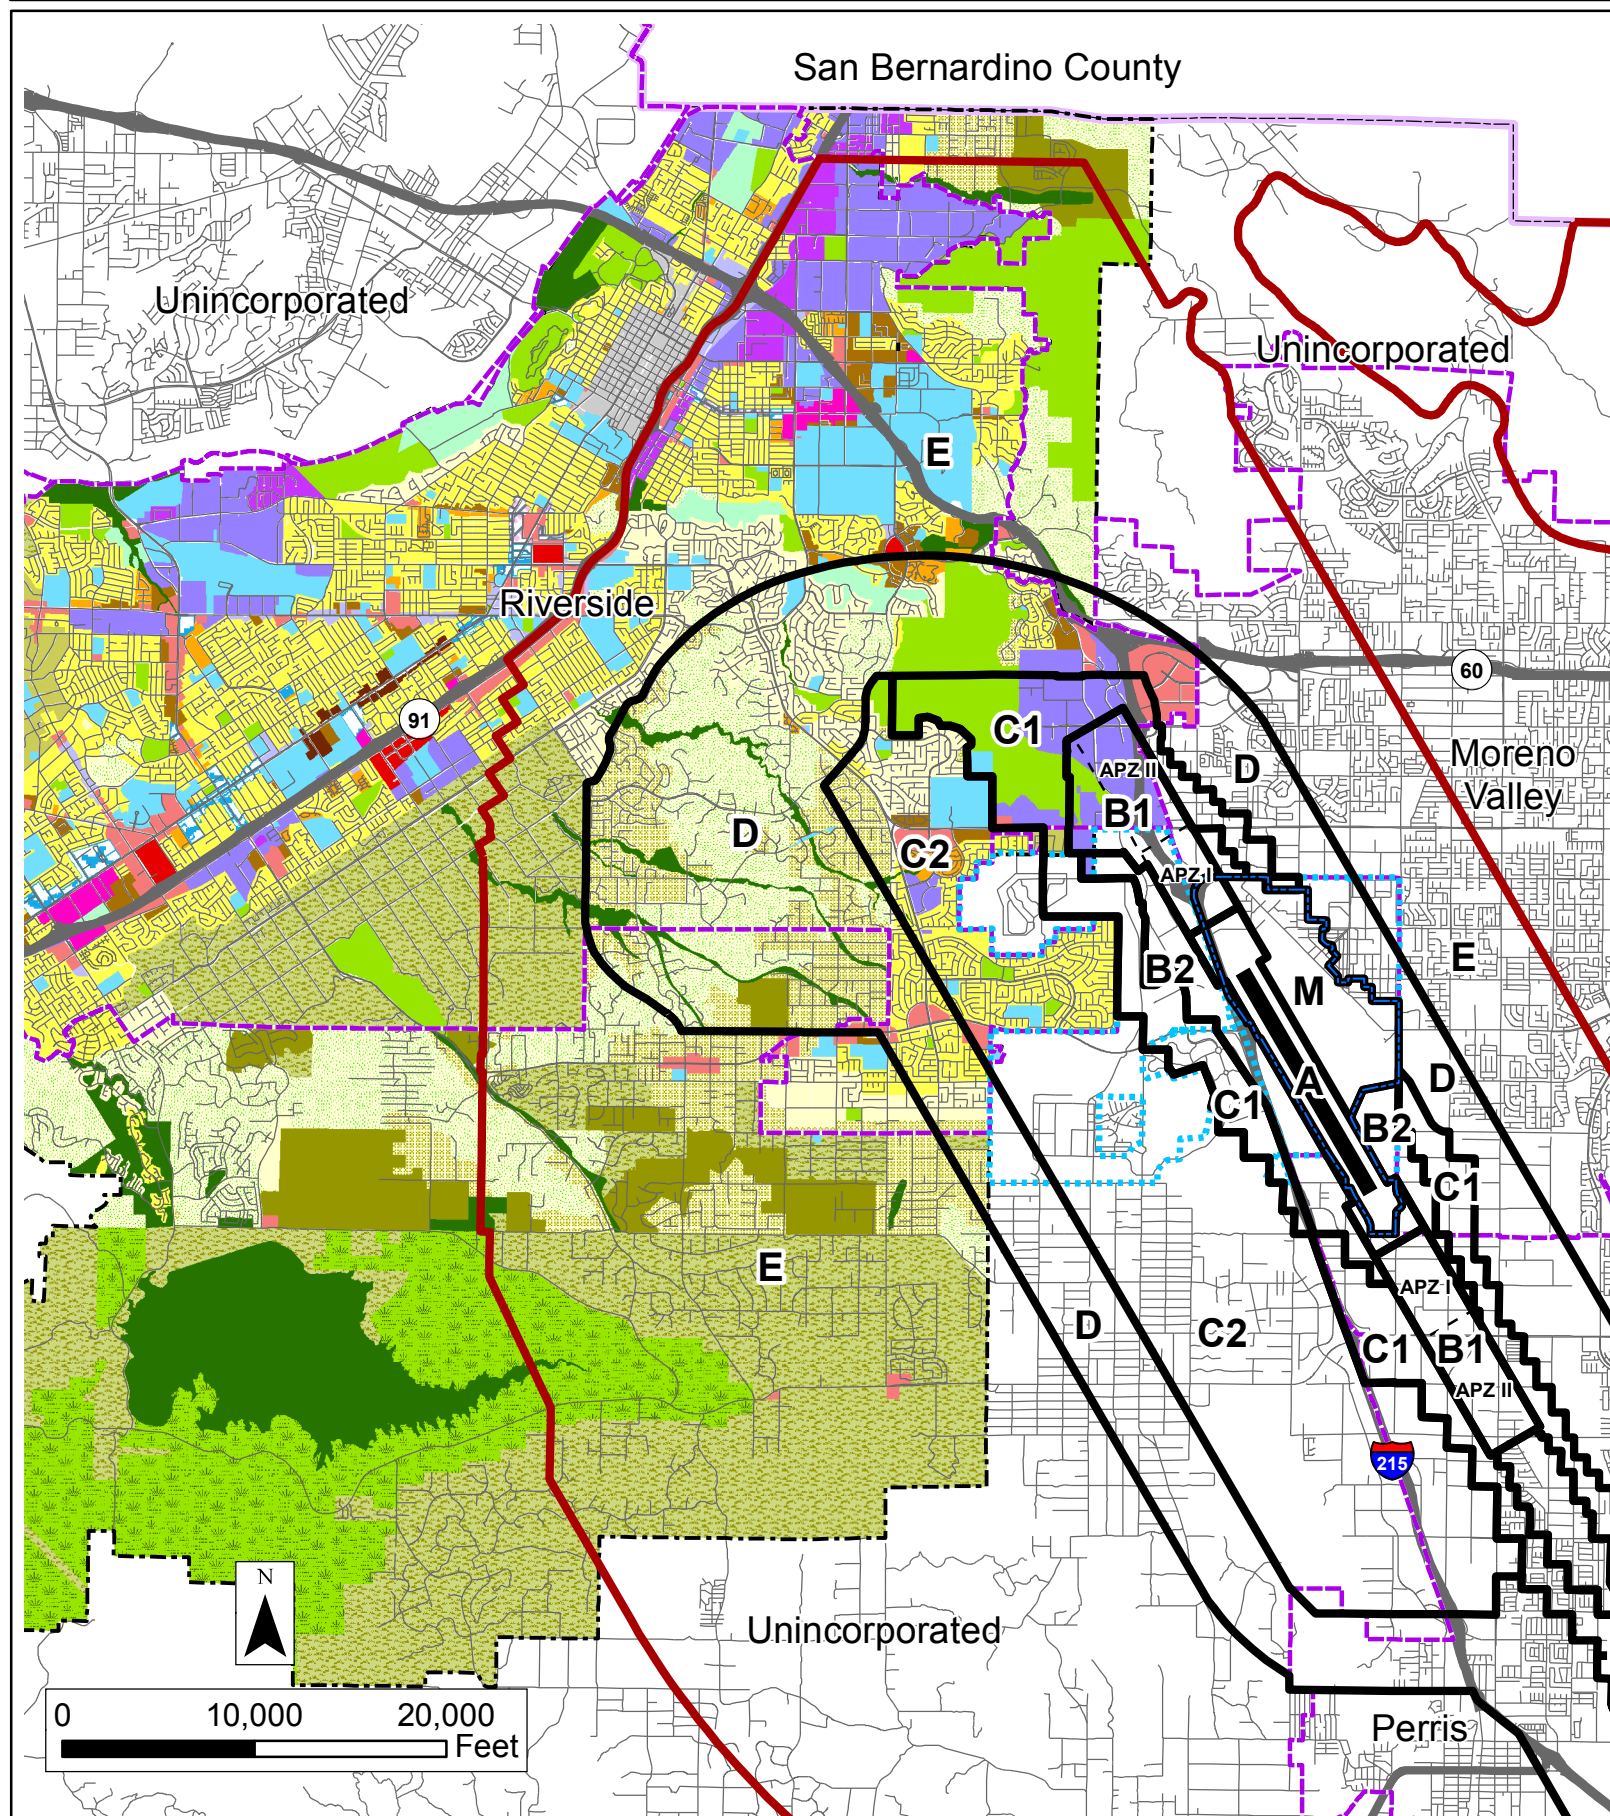 San Bernardino County
Unincorporated
Unincorporated
E
Riverside
60
91
C1
Moreno
Valley
D
APZ II
B1
D
C2
APZ I
B2
E
M
A
D
C1
B2
C1
E
APZ I
D
C2
C1
B1
APZ II
215
N
Unincorporated
0
10,000
20,000
Feet
Perris